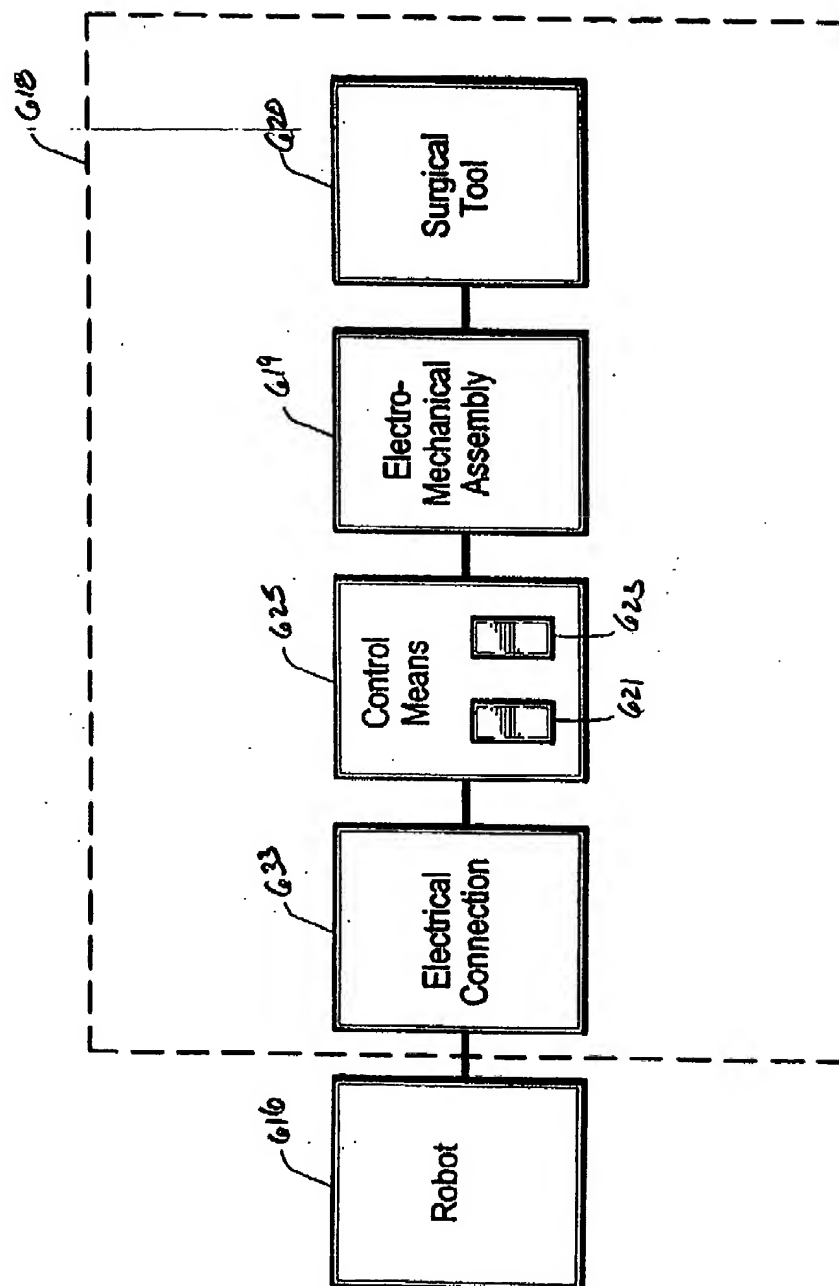 618
616
Robot
633
Electrical
Connection
625
Control
Means
621
623
619
Electro-
Mechanical
Assembly
620
Surgical
Tool